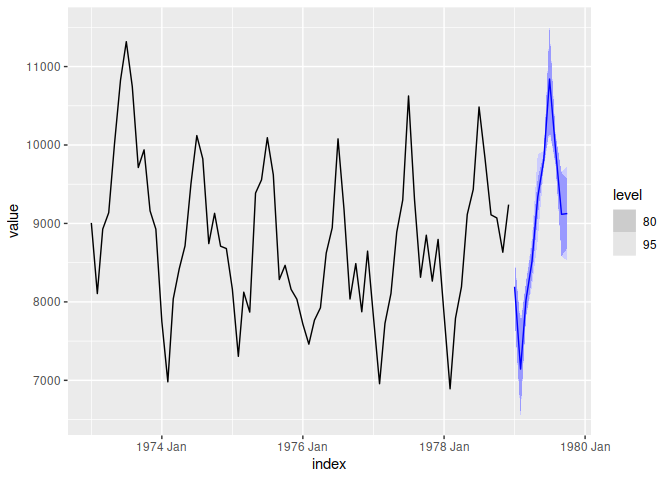 11000
10000
9000
8000
7000
value
1974 Jan
1976 Jan
1978 Jan
1980 Jan
index
level
80
95